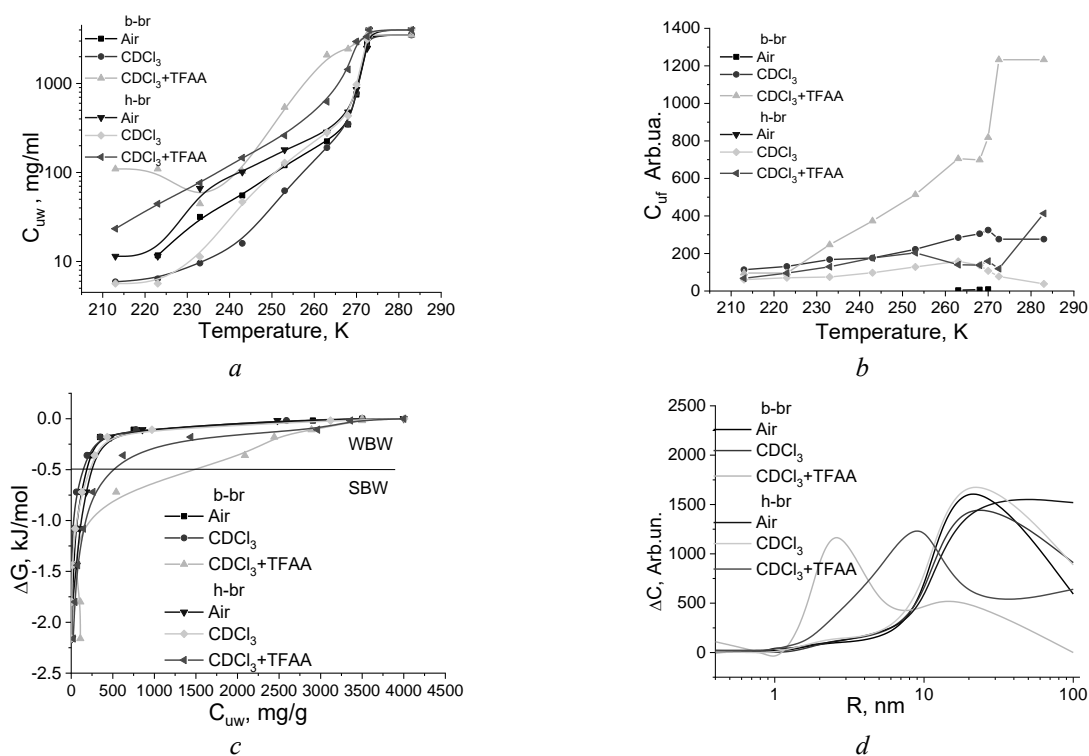 b-br
Air
CDCl₃
CDCl₃+TFAA
h-br
Air
CDCl₃
CDCl₃+TFAA
1000
100
10
C_uw, mg/ml
210 220 230 240 250 260 270 280 290
Temperature, K
a
b-br
Air
CDCl₃
CDCl₃+TFAA
h-br
Air
CDCl₃
CDCl₃+TFAA
1400
1200
1000
800
600
400
200
0
C_uf Arb.ua.
210 220 230 240 250 260 270 280 290
Temperature, K
b
0.0
-0.5
-1.0
-1.5
-2.0
-2.5
ΔG, kJ/mol
WBW
SBW
b-br
Air
CDCl₃
CDCl₃+TFAA
h-br
Air
CDCl₃
CDCl₃+TFAA
0 500 1000 1500 2000 2500 3000 3500 4000 4500
C_uw, mg/g
c
2500
2000
1500
1000
500
0
ΔC, Arb.un.
b-br
Air
CDCl₃
CDCl₃+TFAA
h-br
Air
CDCl₃
CDCl₃+TFAA
1 10 100
R, nm
d